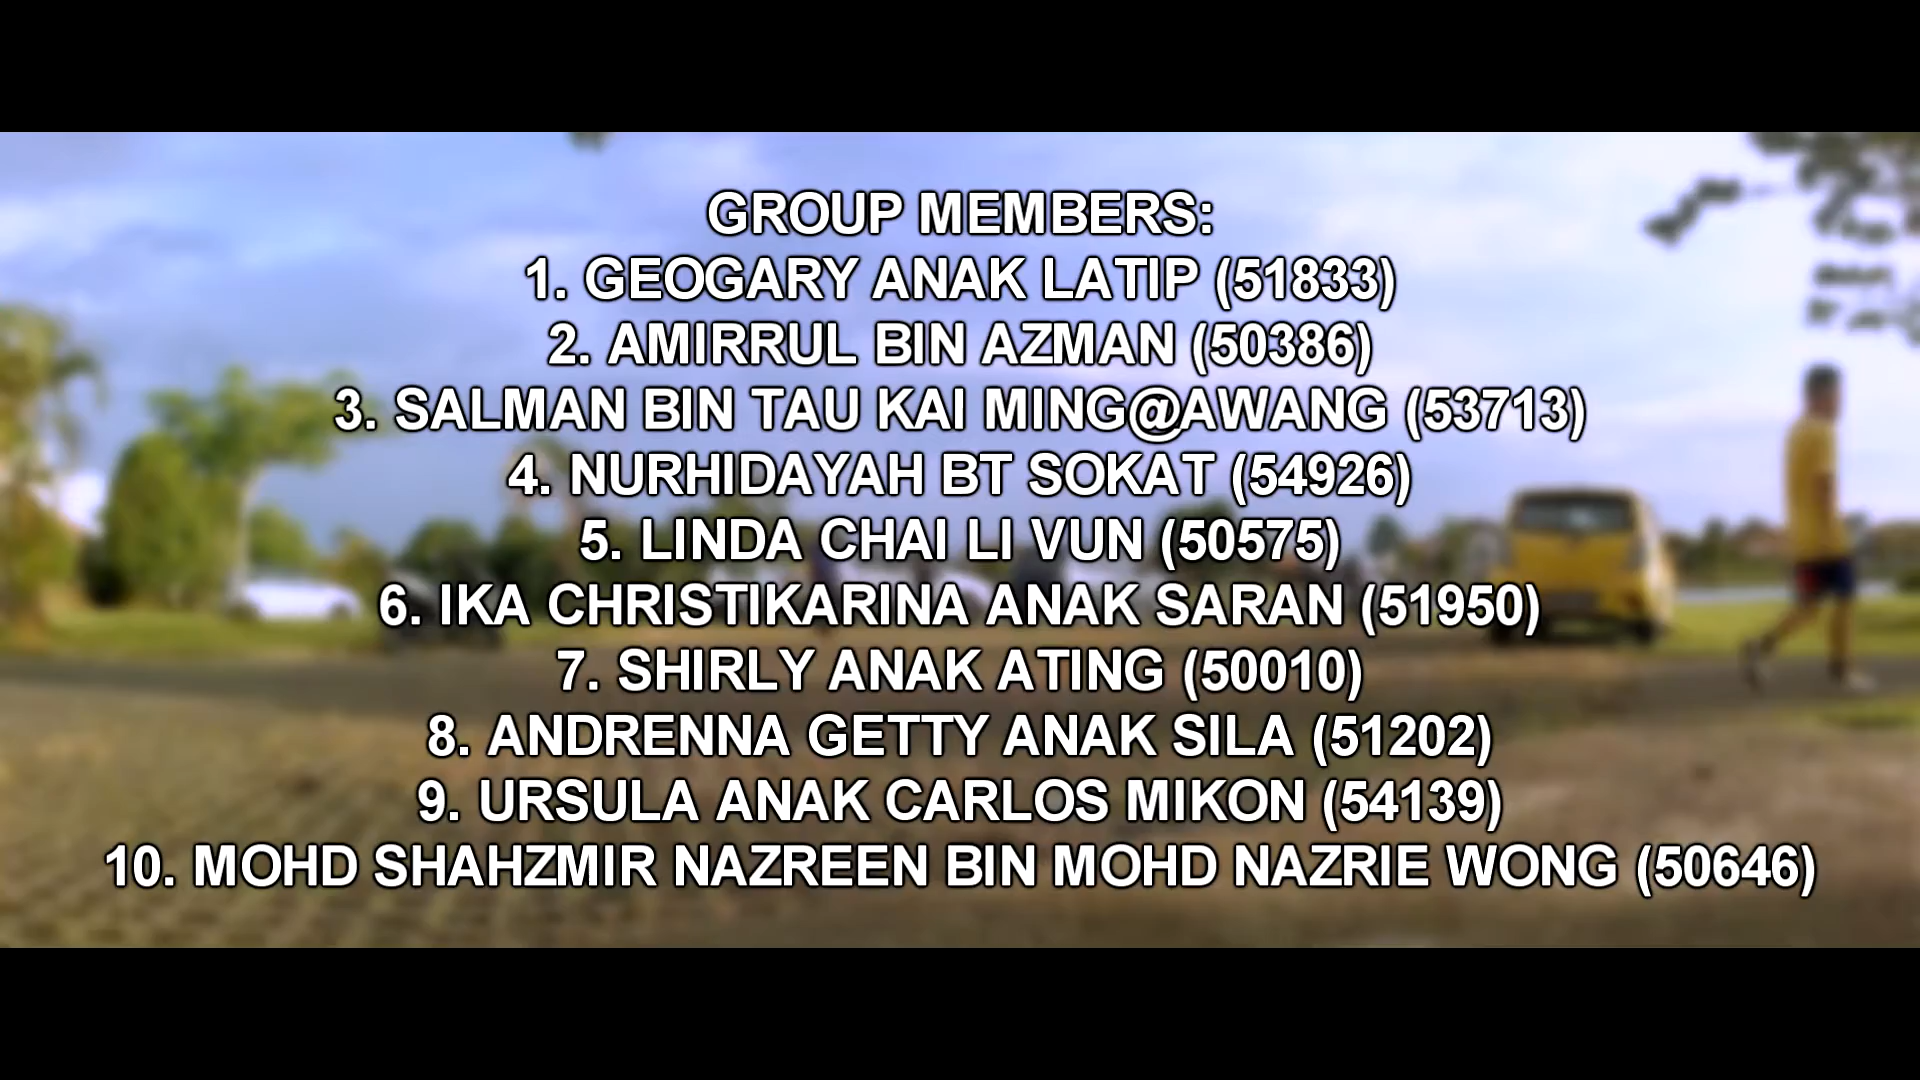 GROUP MEMBERS:
1. GEOGARY ANAK LATIP (51833)
2. AMIRRUL BIN AZMAN (50386)
3. SALMAN BIN TAU KAI MING@AWANG (53713)
4. NURHIDAYAH BT SOKAT (54926)
5. LINDA CHAI LI VUN (50575)
6. IKA CHRISTIKARINA ANAK SARAN (51950)
7. SHIRLY ANAK ATING (50010)
8. ANDRENNA GETTY ANAK SILA (51202)
9. URSULA ANAK CARLOS MIKON (54139)
10. MOHD SHAHZMIR NAZREEN BIN MOHD NAZRIE WONG (50646)